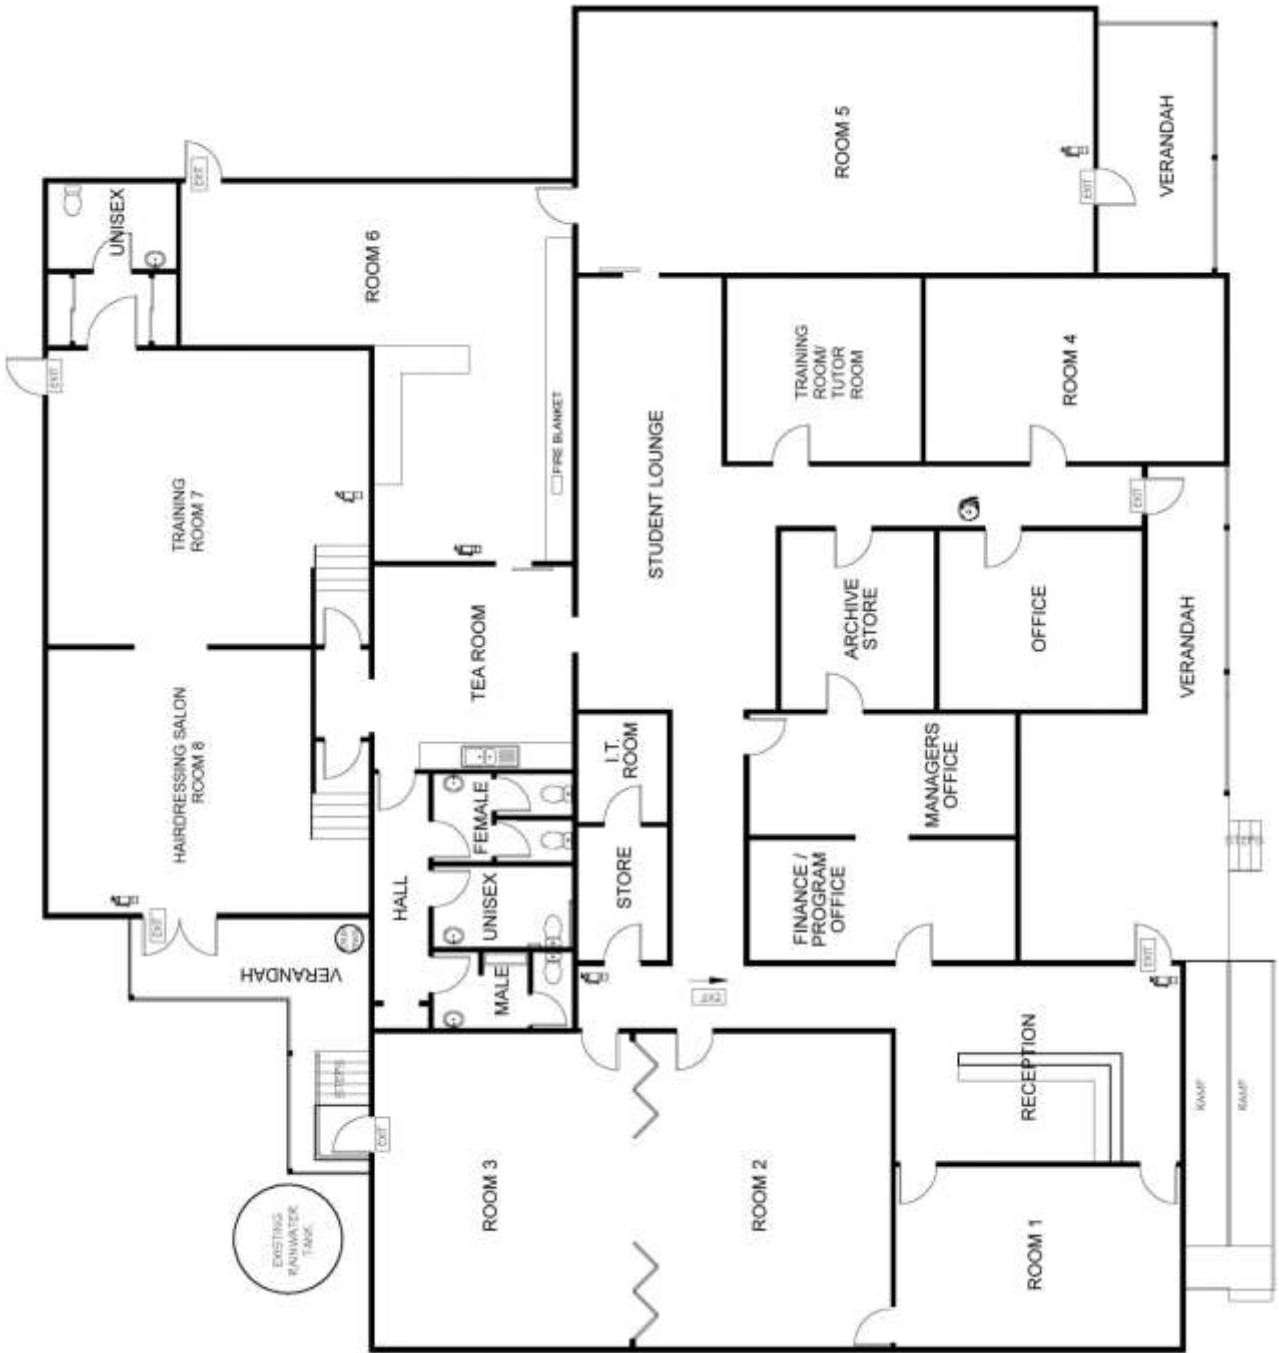 ROOM 5
VERANDAH
EXIT
UNISEX
EXIT
ROOM 6
EXIT
TRAINING
ROOM/
TUTOR
ROOM
ROOM 4
FIRE BLANKET
STUDENT LOUNGE
TRAINING
ROOM 7
EXIT
ARCHIVE
STORE
OFFICE
VERANDAH
TEA ROOM
HAIRDRESSING SALON
ROOM 8
I.T.
ROOM
MANAGERS
OFFICE
FEMALE
HALL
UNISEX
STORE
FINANCE /
PROGRAM
OFFICE
EXIT
EXIT
VERANDAH
MALE
EXIT
STEPS
RECEPTION
RAMP
RAMP
EXIT
ROOM 3
ROOM 2
ROOM 1
EXISTING
RAINWATER
TANK